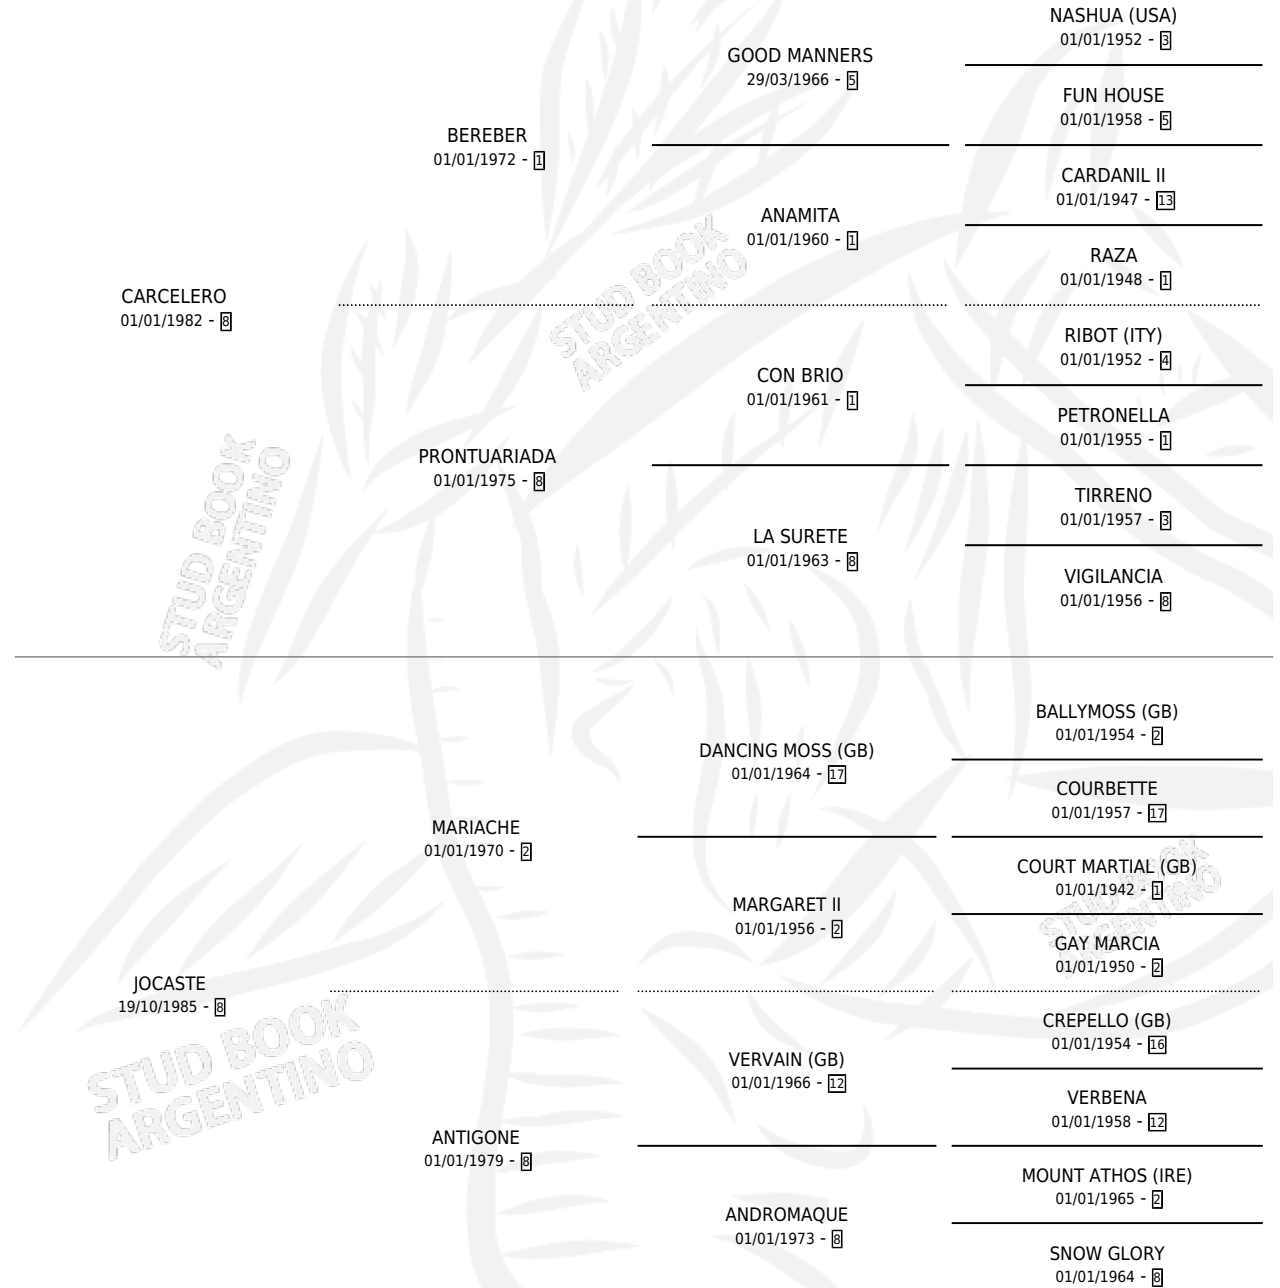 NASHUA (USA)
01/01/1952 - 3
GOOD MANNERS
29/03/1966 - 5
FUN HOUSE
01/01/1958 - 5
BEREBER
01/01/1972 - 1
CARDANIL II
01/01/1947 - 13
ANAMITA
01/01/1960 - 1
RAZA
01/01/1948 - 1
CARCELERO
01/01/1982 - 8
RIBOT (ITY)
01/01/1952 - 4
CON BRIO
01/01/1961 - 1
PETRONELLA
01/01/1955 - 1
PRONTUARIADA
01/01/1975 - 8
TIRRENO
01/01/1957 - 3
LA SURETE
01/01/1963 - 8
VIGILANCIA
01/01/1956 - 8
BALLYMOSS (GB)
01/01/1954 - 2
DANCING MOSS (GB)
01/01/1964 - 17
COURBETTE
01/01/1957 - 17
MARIACHE
01/01/1970 - 2
COURT MARTIAL (GB)
01/01/1942 - 1
MARGARET II
01/01/1956 - 2
GAY MARCIA
01/01/1950 - 2
JOCASTE
19/10/1985 - 8
CREPELLO (GB)
01/01/1954 - 16
VERVAIN (GB)
01/01/1966 - 12
VERBENA
01/01/1958 - 12
ANTIGONE
01/01/1979 - 8
MOUNT ATHOS (IRE)
01/01/1965 - 2
ANDROMAQUE
01/01/1973 - 8
SNOW GLORY
01/01/1964 - 8
STUD BOOK
ARGENTINO
STUD BOOK
ARGENTINO
STUD BOOK
ARGENTINO
STUD BOOK
ARGENTINO